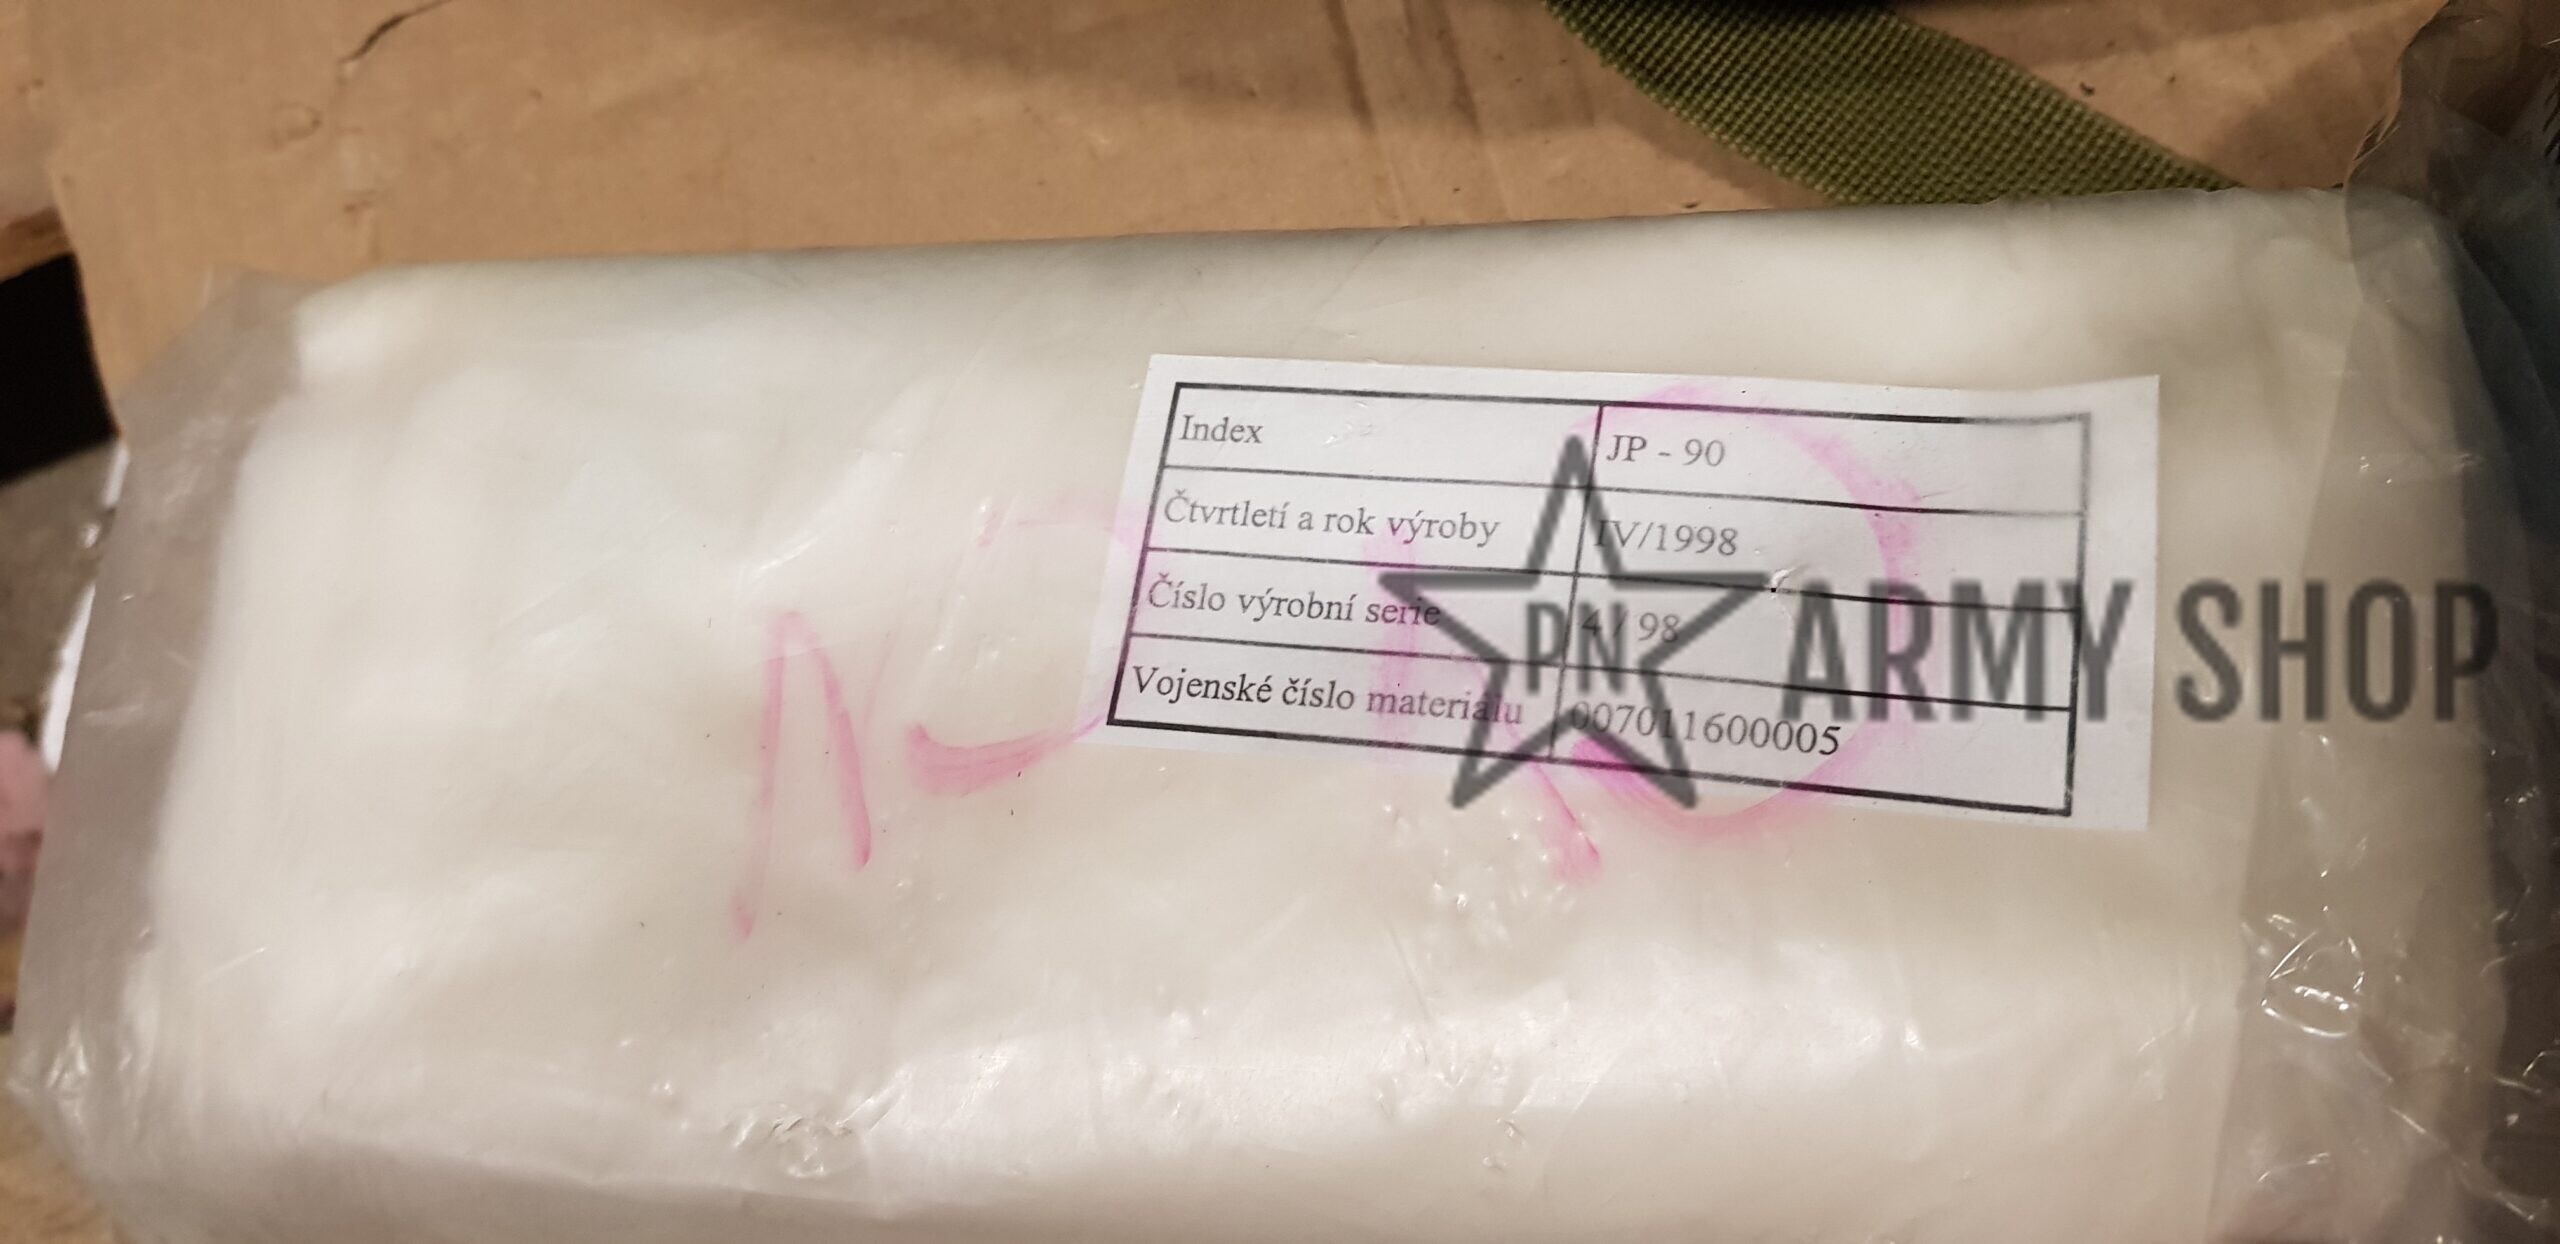 Index JP - 90
Čtvrtletí a rok výroby IV/1998
Číslo výrobní serie 4 / 98
Vojenské číslo materiálu 007011600005
PN ARMY SHOP